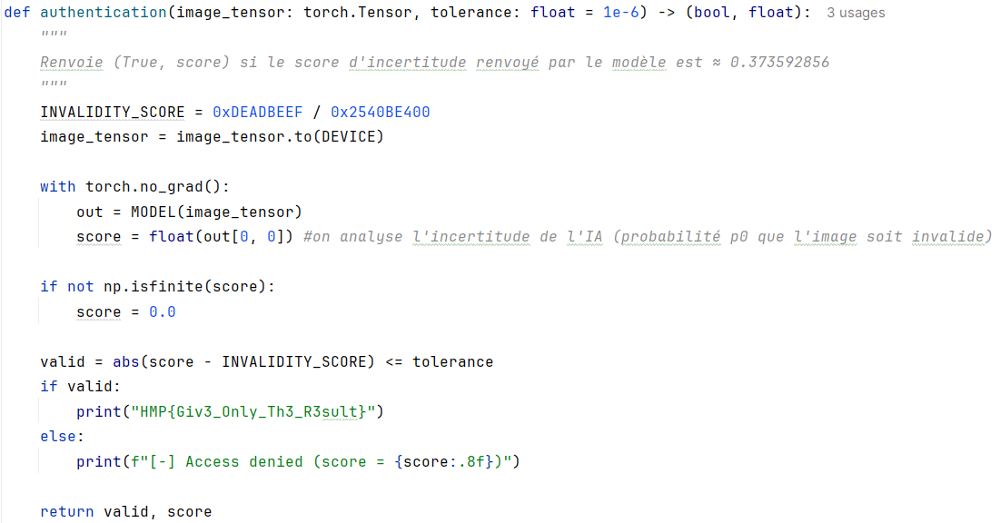 def authentication(image_tensor: torch.Tensor, tolerance: float = 1e-6) -> (bool, float): 3 usages
"""
Renvoie (True, score) si le score d'incertitude renvoyé par le modèle est ≈ 0.373592856
"""
INVALIDITY_SCORE = 0xDEADBEEF / 0x2540BE400
image_tensor = image_tensor.to(DEVICE)
with torch.no_grad():
out = MODEL(image_tensor)
score = float(out[0, 0]) #on analyse l'incertitude de l'IA (probabilité p0 que l'image soit invalide)
if not np.isfinite(score):
score = 0.0
valid = abs(score - INVALIDITY_SCORE) <= tolerance
if valid:
print("HMP{Giv3_Only_Th3_R3sult}")
else:
print(f"[-] Access denied (score = {score:.8f})")
return valid, score